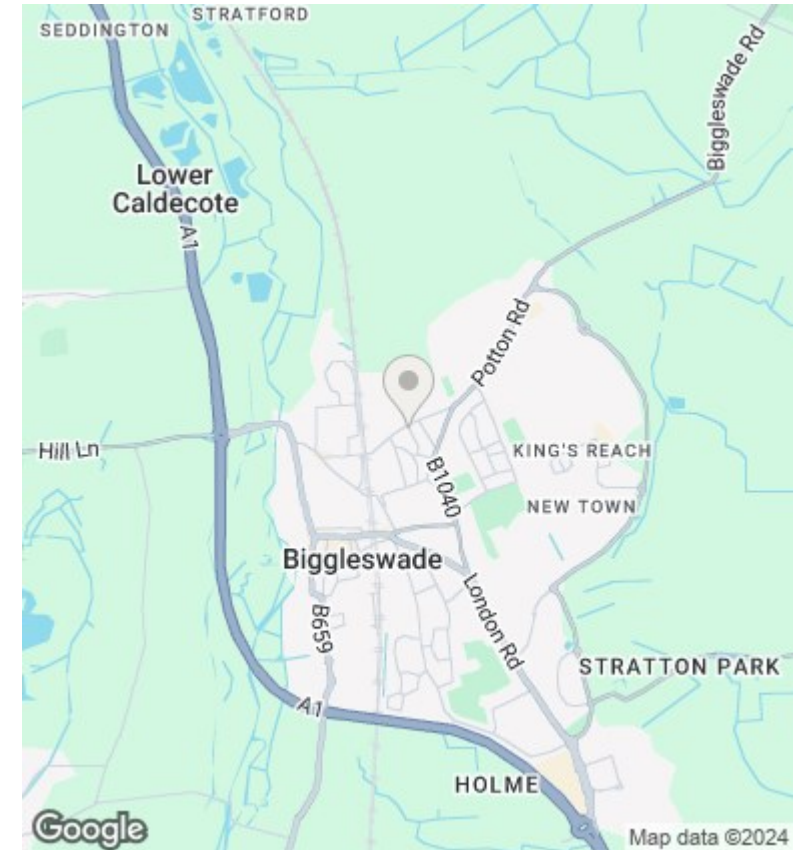 STRATFORD
SEDDINGTON
Biggleswade Rd
Lower
Caldecote
A1
Potton Rd
Hill Ln
KING'S REACH
B1040
NEW TOWN
Biggleswade
London Rd
B659
STRATTON PARK
A1
HOLME
Google
Map data ©2024